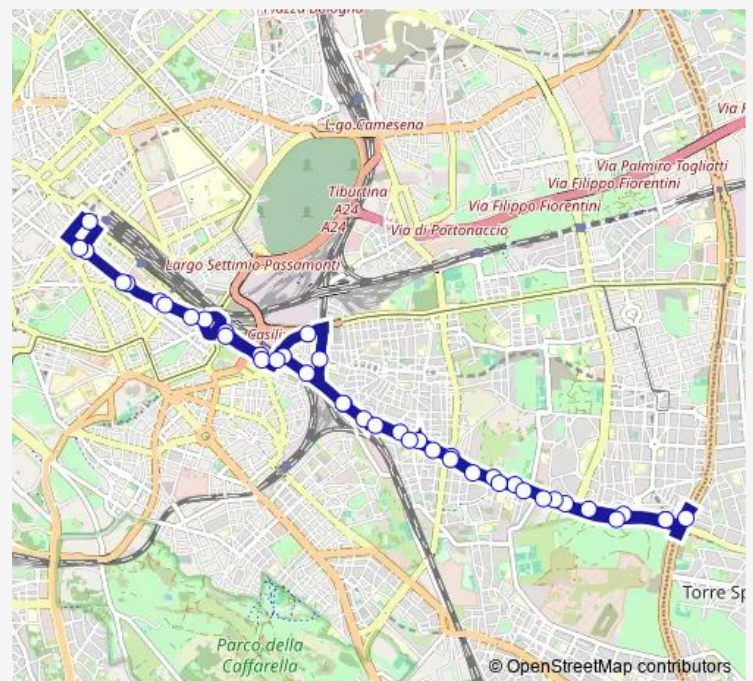 Piazza Bologna
L.go Camesena
Via Palmiro Togliatti
Via Filippo Fiorentini
Tiburtina
A24
A24
Via Filippo Fiorentini
Via di Portonaccio
Largo Settimio Passamonti
Casili
Torre Sp
Parco della
Caffarella
© OpenStreetMap contributors